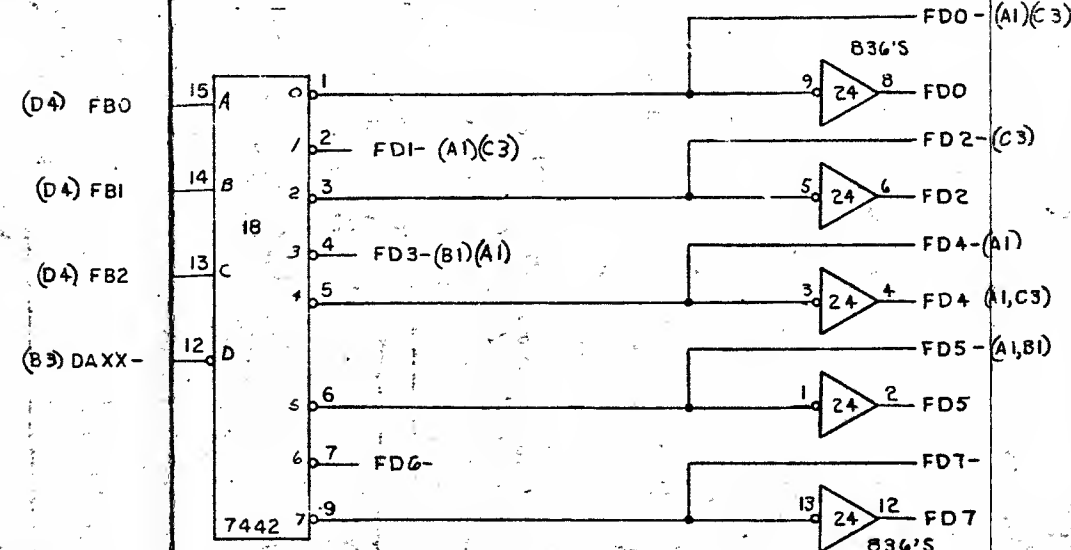 FD0-(A1)(C3)
836'S
(D4) FB0 15 A 0 1 9 24 8 FD0
1 2 FD1- (A1)(C3)
FD2-(C3)
(D4) FB1 14 B 2 3 5 24 6 FD2
18
3 4 FD3-(B1)(A1)
FD4-(A1)
(D4) FB2 13 C 4 5 3 24 4 FD4 (A1,C3)
(B3) DAXX- 12 D
FD5-(A1,B1)
5 6 1 24 2 FD5
6 7 FD6-
FD7-
7442 7 9 13 24 12 FD7
836'S